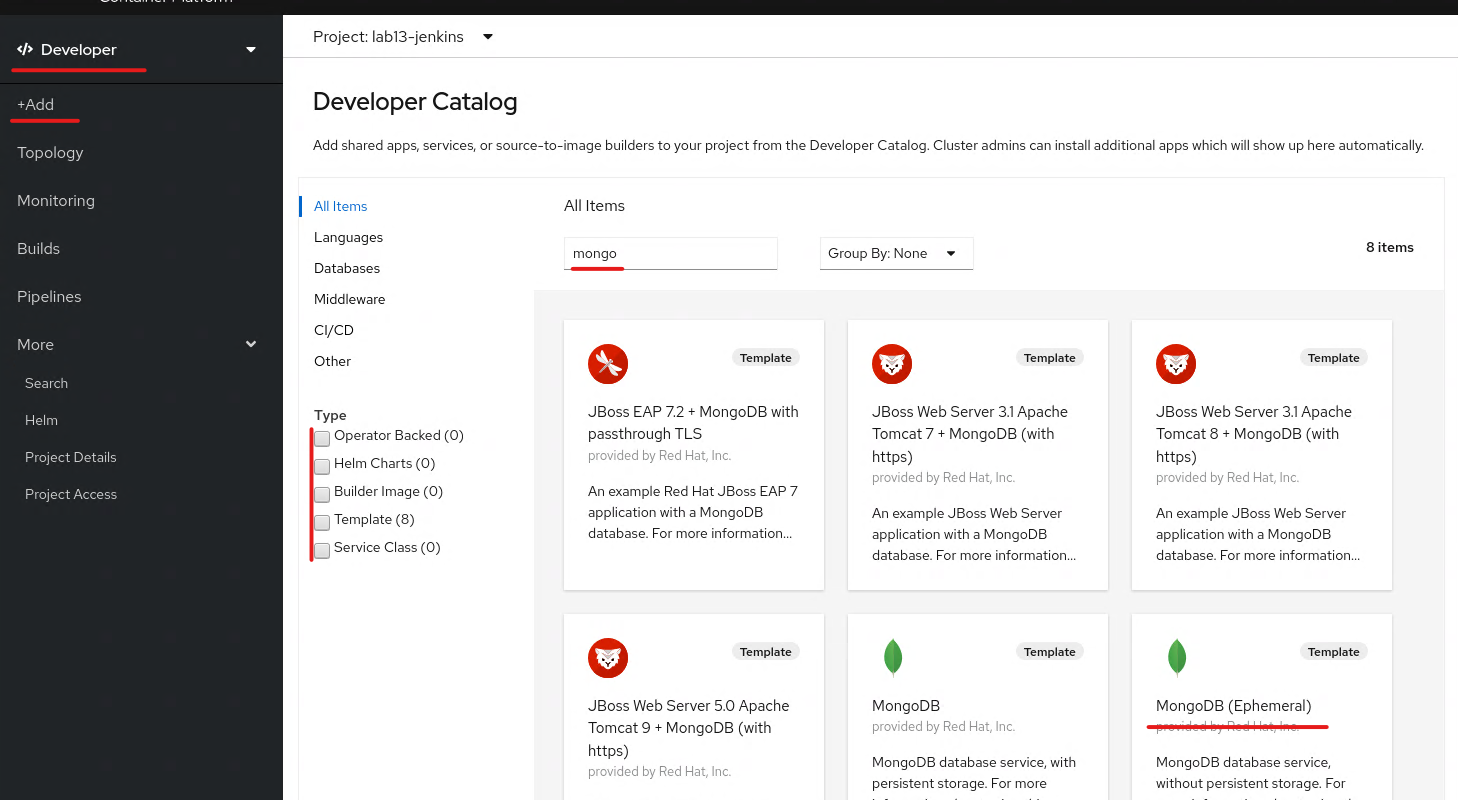 Developer
+Add
Topology
Monitoring
Builds
Pipelines
More
Search
Helm
Project Details
Project Access
Project: lab13-jenkins
Developer Catalog
Add shared apps, services, or source-to-image builders to your project from the Developer Catalog. Cluster admins can install additional apps which will show up here automatically.
All Items
Languages
Databases
Middleware
CI/CD
Other
Type
Operator Backed (0)
Helm Charts (0)
Builder Image (0)
Template (8)
Service Class (0)
All Items
mongo
Group By: None
8 items
Template
JBoss EAP 7.2 + MongoDB with
passthrough TLS
provided by Red Hat, Inc.
An example Red Hat JBoss EAP 7
application with a MongoDB
database. For more information...
Template
JBoss Web Server 3.1 Apache
Tomcat 7 + MongoDB (with
https)
provided by Red Hat, Inc.
An example JBoss Web Server
application with a MongoDB
database. For more information...
Template
JBoss Web Server 3.1 Apache
Tomcat 8 + MongoDB (with
https)
provided by Red Hat, Inc.
An example JBoss Web Server
application with a MongoDB
database. For more information...
Template
JBoss Web Server 5.0 Apache
Tomcat 9 + MongoDB (with
https)
provided by Red Hat, Inc.
Template
MongoDB
provided by Red Hat, Inc.
MongoDB database service, with
persistent storage. For more
Template
MongoDB (Ephemeral)
provided by Red Hat, Inc.
MongoDB database service,
without persistent storage. For